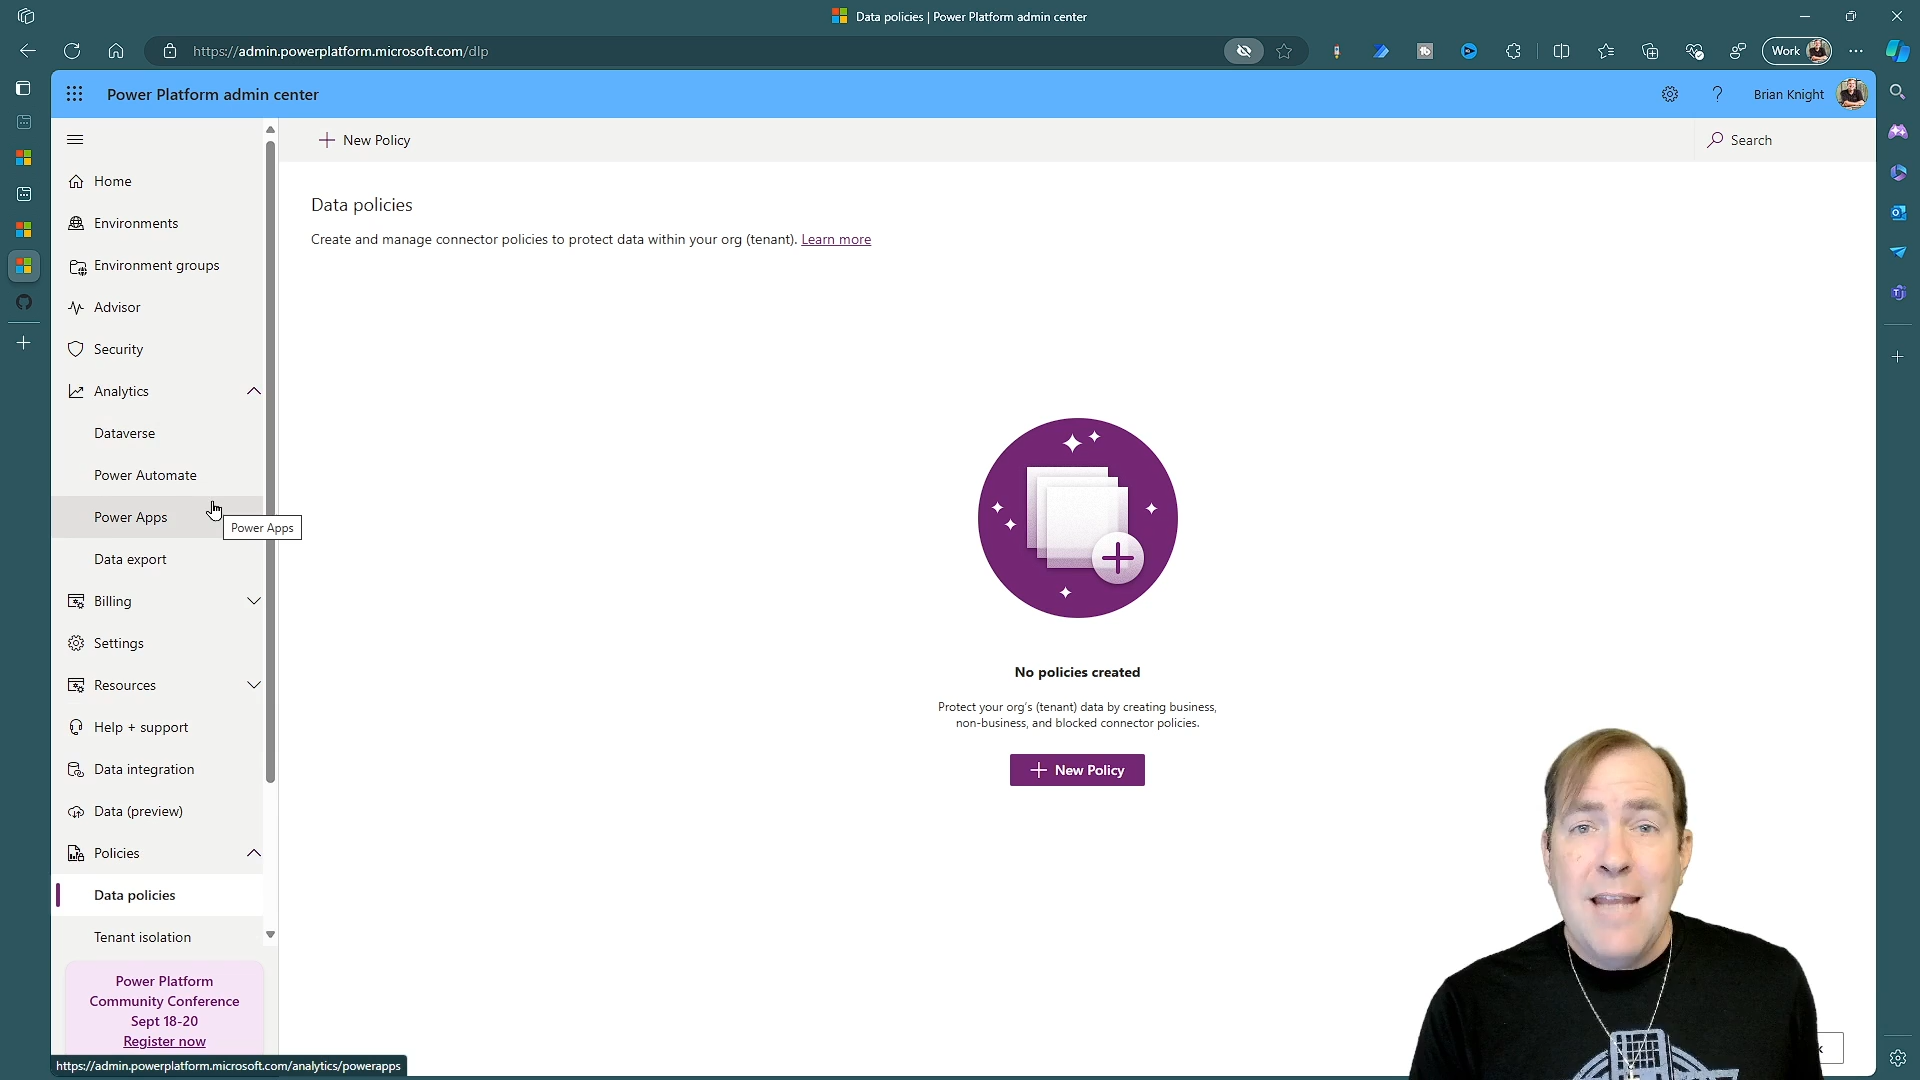 Data policies | Power Platform admin center
https://admin.powerplatform.microsoft.com/dlp
Work
Power Platform admin center
Brian Knight
New Policy
Search
Home
Environments
Environment groups
Advisor
Security
Analytics
Dataverse
Power Automate
Power Apps
Power Apps
Data export
Billing
Settings
Resources
Help + support
Data integration
Data (preview)
Policies
Data policies
Tenant isolation
Power Platform
Community Conference
Sept 18-20
Register now
https://admin.powerplatform.microsoft.com/analytics/powerapps
Data policies
Create and manage connector policies to protect data within your org (tenant). Learn more
No policies created
Protect your org's (tenant) data by creating business,
non-business, and blocked connector policies.
New Policy